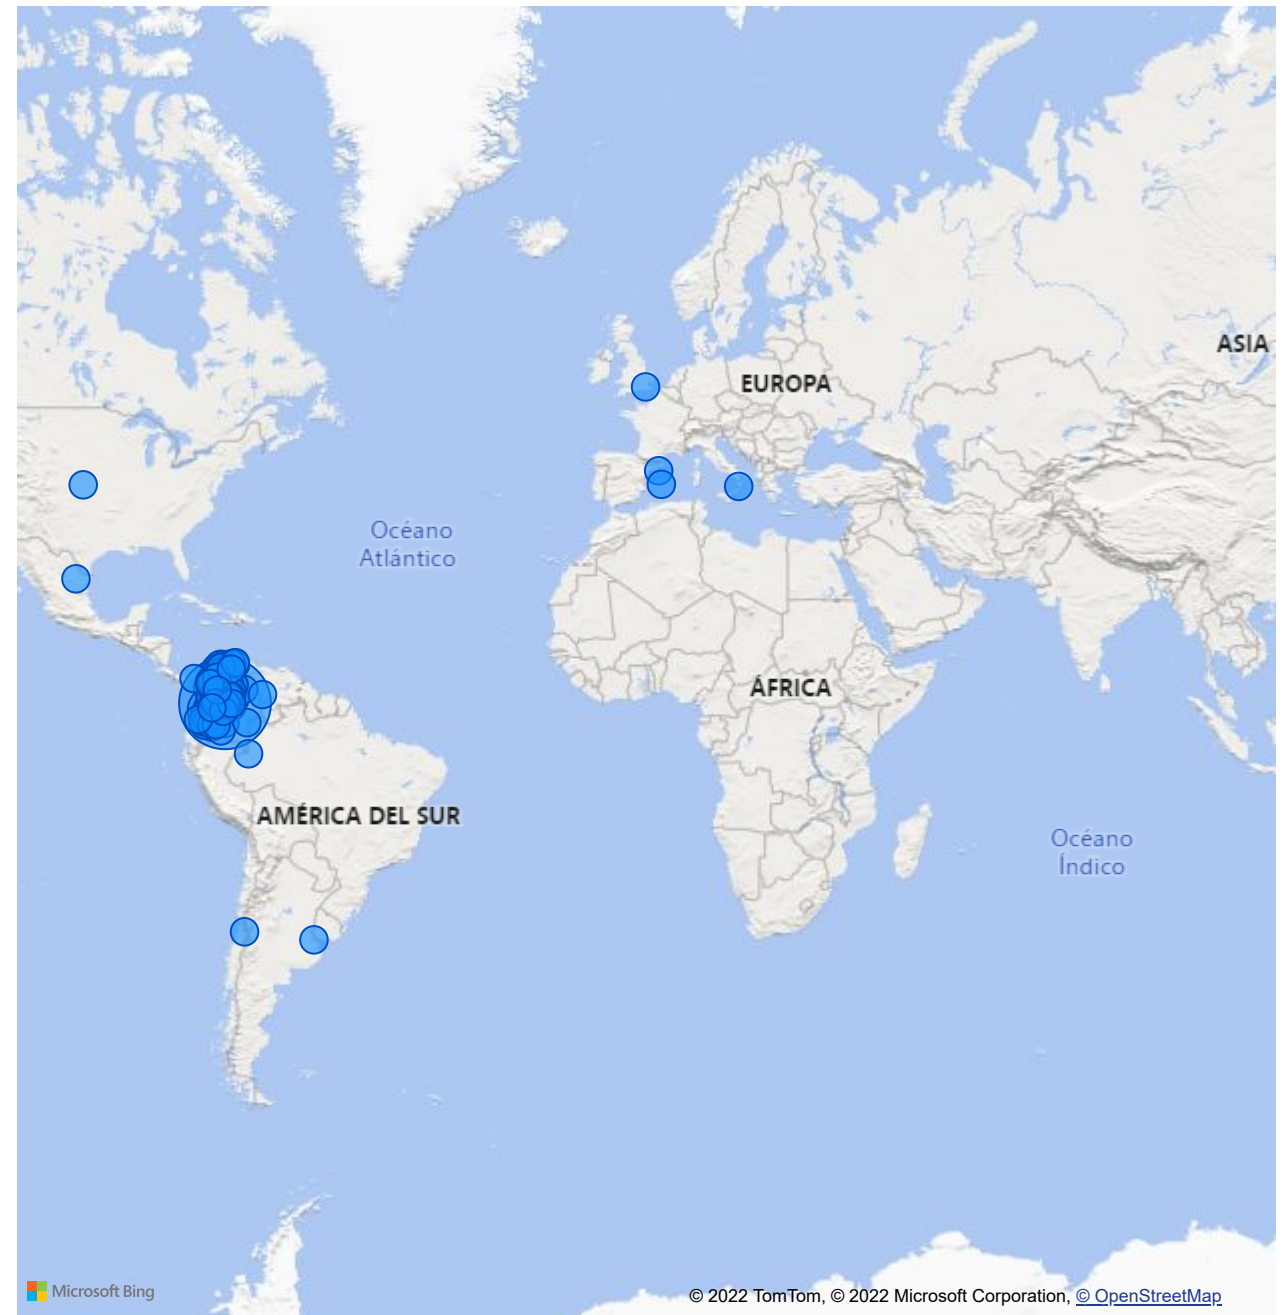 ASIA
EUROPA
Océano
Atlántico
ÁFRICA
AMÉRICA DEL SUR
Océano
Índico
Microsoft Bing
© 2022 TomTom, © 2022 Microsoft Corporation, © OpenStreetMap